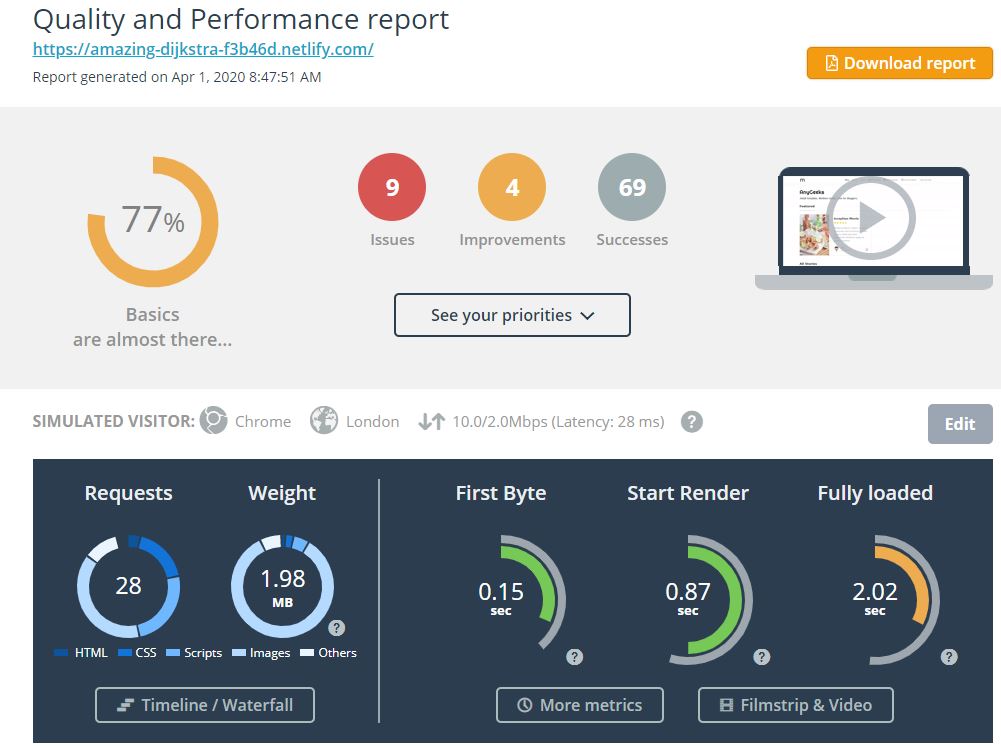 Quality and Performance report
https://amazing-dijkstra-f3b46d.netlify.com/
Report generated on Apr 1, 2020 8:47:51 AM
Download report
77%
Basics
are almost there...
9
Issues
4
Improvements
69
Successes
See your priorities
AnyGeeks
Featured
All Stories
SIMULATED VISITOR: Chrome London 10.0/2.0Mbps (Latency: 28 ms) ?
Edit
Requests
28
Weight
1.98
MB
?
HTML CSS Scripts Images Others
Timeline / Waterfall
First Byte
0.15
sec
?
Start Render
0.87
sec
?
Fully loaded
2.02
sec
?
More metrics
Filmstrip & Video